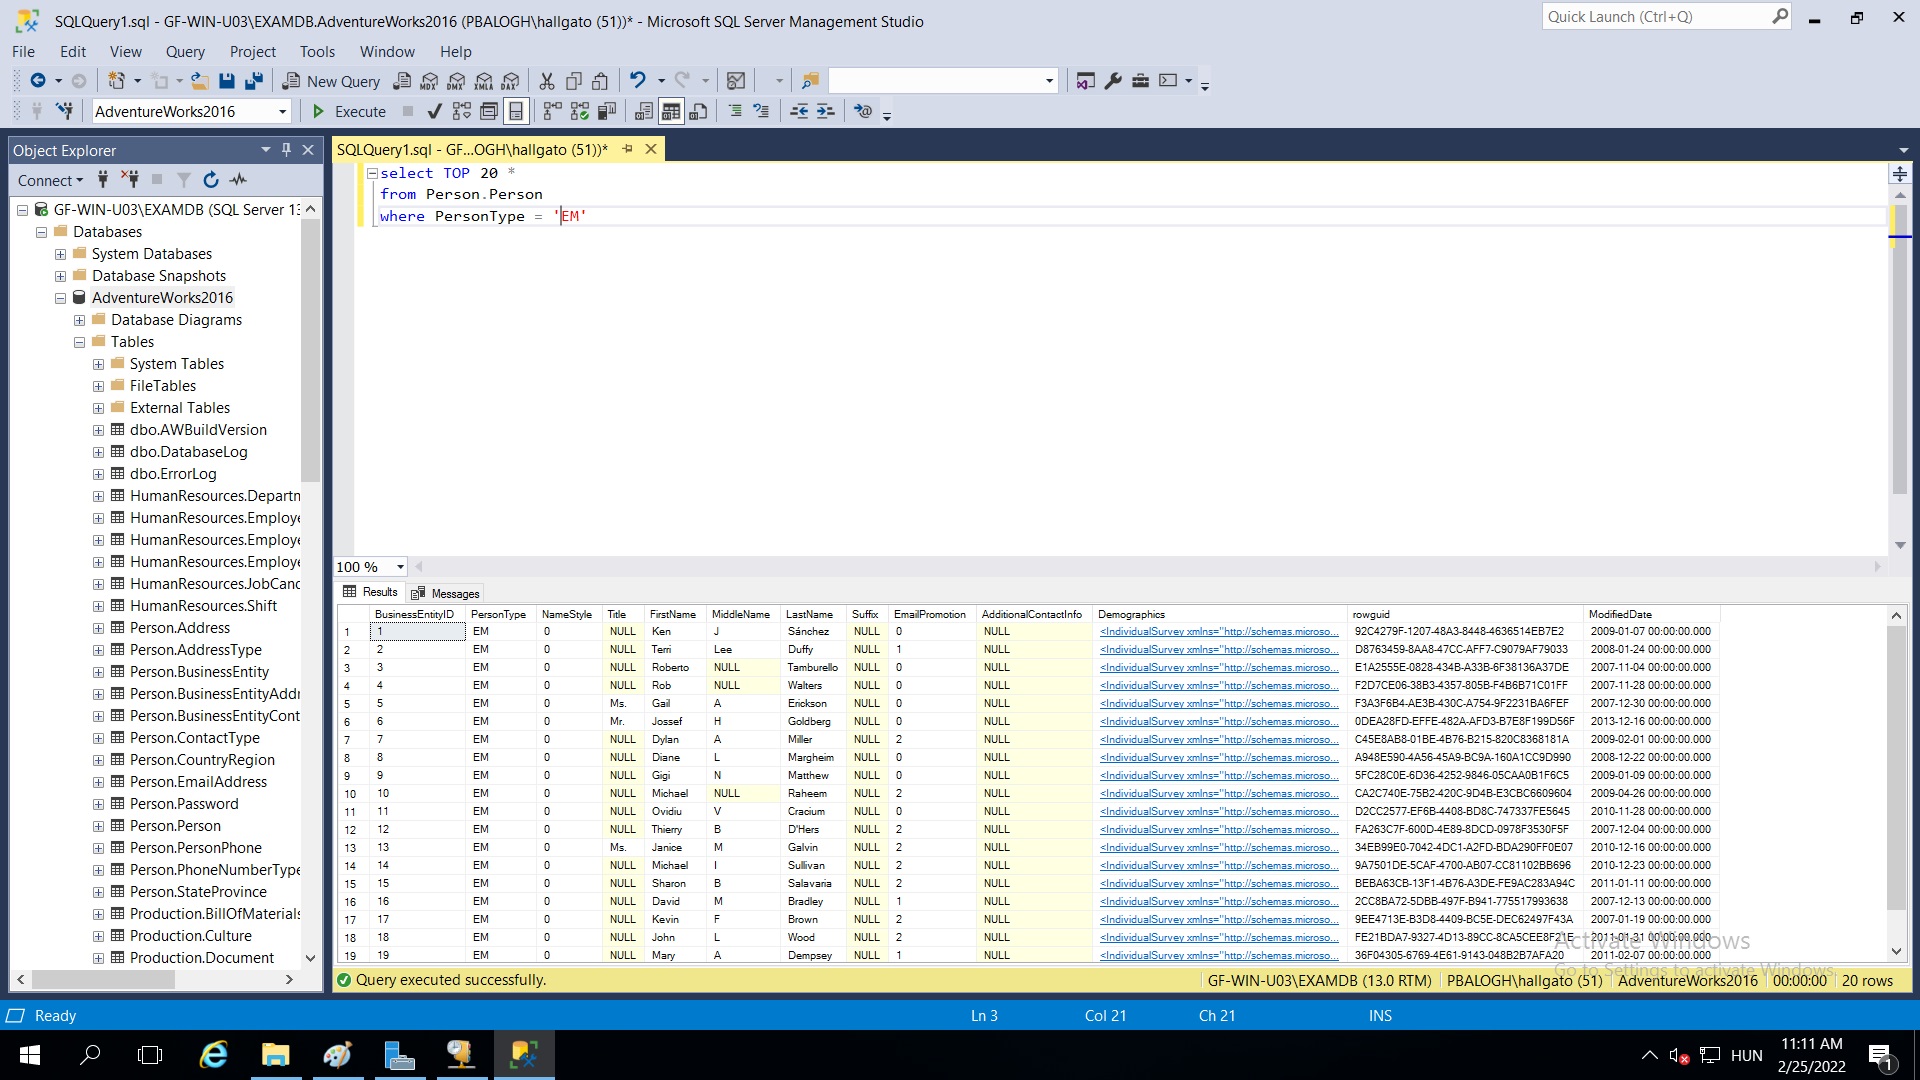 SQLQuery1.sql - GF-WIN-U03\EXAMDB.AdventureWorks2016 (PBALOGH\hallgato (51))* - Microsoft SQL Server Management Studio
Quick Launch (Ctrl+Q)
File Edit View Query Project Tools Window Help
New Query MDX DMX XMLA DAX
AdventureWorks2016 Execute
Object Explorer
Connect
GF-WIN-U03\EXAMDB (SQL Server 13
Databases
System Databases
Database Snapshots
AdventureWorks2016
Database Diagrams
Tables
System Tables
FileTables
External Tables
dbo.AWBuildVersion
dbo.DatabaseLog
dbo.ErrorLog
HumanResources.Departn
HumanResources.Employe
HumanResources.Employe
HumanResources.Employe
HumanResources.JobCanc
HumanResources.Shift
Person.Address
Person.AddressType
Person.BusinessEntity
Person.BusinessEntityAddr
Person.BusinessEntityCont
Person.ContactType
Person.CountryRegion
Person.EmailAddress
Person.Password
Person.Person
Person.PersonPhone
Person.PhoneNumberType
Person.StateProvince
Production.BillOfMaterials
Production.Culture
Production.Document
SQLQuery1.sql - GF...OGH\hallgato (51))*
select TOP 20 *
from Person.Person
where PersonType = 'EM'
100 %
Results Messages
BusinessEntityID PersonType NameStyle Title FirstName MiddleName LastName Suffix EmailPromotion AdditionalContactInfo Demographics rowguid ModifiedDate
1 1 EM 0 NULL Ken J Sánchez NULL 0 NULL <IndividualSurvey xmlns="http://schemas.microso... 92C4279F-1207-48A3-8448-4636514EB7E2 2009-01-07 00:00:00.000
2 2 EM 0 NULL Terri Lee Duffy NULL 1 NULL <IndividualSurvey xmlns="http://schemas.microso... D8763459-8AA8-47CC-AFF7-C9079AF79033 2008-01-24 00:00:00.000
3 3 EM 0 NULL Roberto NULL Tamburello NULL 0 NULL <IndividualSurvey xmlns="http://schemas.microso... E1A2555E-0828-434B-A33B-6F38136A37DE 2007-11-04 00:00:00.000
4 4 EM 0 NULL Rob NULL Walters NULL 0 NULL <IndividualSurvey xmlns="http://schemas.microso... F2D7CE06-38B3-4357-805B-F4B6B71C01FF 2007-11-28 00:00:00.000
5 5 EM 0 Ms. Gail A Erickson NULL 0 NULL <IndividualSurvey xmlns="http://schemas.microso... F3A3F6B4-AE3B-430C-A754-9F2231BA6FEF 2007-12-30 00:00:00.000
6 6 EM 0 Mr. Jossef H Goldberg NULL 0 NULL <IndividualSurvey xmlns="http://schemas.microso... 0DEA28FD-EFFE-482A-AFD3-B7E8F199D56F 2013-12-16 00:00:00.000
7 7 EM 0 NULL Dylan A Miller NULL 2 NULL <IndividualSurvey xmlns="http://schemas.microso... C45E8AB8-01BE-4B76-B215-820C8368181A 2009-02-01 00:00:00.000
8 8 EM 0 NULL Diane L Margheim NULL 0 NULL <IndividualSurvey xmlns="http://schemas.microso... A948E590-4A56-45A9-BC9A-160A1CC9D990 2008-12-22 00:00:00.000
9 9 EM 0 NULL Gigi N Matthew NULL 0 NULL <IndividualSurvey xmlns="http://schemas.microso... 5FC28C0E-6D36-4252-9846-05CAA0B1F6C5 2009-01-09 00:00:00.000
10 10 EM 0 NULL Michael NULL Raheem NULL 2 NULL <IndividualSurvey xmlns="http://schemas.microso... CA2C740E-75B2-420C-9D4B-E3CBC6609604 2009-04-26 00:00:00.000
11 11 EM 0 NULL Ovidiu V Cracium NULL 0 NULL <IndividualSurvey xmlns="http://schemas.microso... D2CC2577-EF6B-4408-BD8C-747337FE5645 2010-11-28 00:00:00.000
12 12 EM 0 NULL Thierry B D'Hers NULL 2 NULL <IndividualSurvey xmlns="http://schemas.microso... FA263C7F-600D-4E89-8DCD-0978F3530F5F 2007-12-04 00:00:00.000
13 13 EM 0 Ms. Janice M Galvin NULL 2 NULL <IndividualSurvey xmlns="http://schemas.microso... 34EB99E0-7042-4DC1-A2FD-BDA290FF0E07 2010-12-16 00:00:00.000
14 14 EM 0 NULL Michael I Sullivan NULL 2 NULL <IndividualSurvey xmlns="http://schemas.microso... 9A7501DE-5CAF-4700-AB07-CC81102BB696 2010-12-23 00:00:00.000
15 15 EM 0 NULL Sharon B Salavaria NULL 2 NULL <IndividualSurvey xmlns="http://schemas.microso... BEBA63CB-13F1-4B76-A3DE-FE9AC283A94C 2011-01-11 00:00:00.000
16 16 EM 0 NULL David M Bradley NULL 1 NULL <IndividualSurvey xmlns="http://schemas.microso... 2CC8BA72-5DBB-497F-B941-775517993638 2007-12-13 00:00:00.000
17 17 EM 0 NULL Kevin F Brown NULL 2 NULL <IndividualSurvey xmlns="http://schemas.microso... 9EE4713E-B3D8-4409-BC5E-DEC62497F43A 2007-01-19 00:00:00.000
18 18 EM 0 NULL John L Wood NULL 2 NULL <IndividualSurvey xmlns="http://schemas.microso... FE21BDA7-9327-4D13-89CC-8CA5CEE8F21E 2011-01-31 00:00:00.000
19 19 EM 0 NULL Mary A Dempsey NULL 1 NULL <IndividualSurvey xmlns="http://schemas.microso... 36F04305-6769-4E61-9143-048B2B7AFA20 2011-02-07 00:00:00.000
Activate Windows
Go to Settings to activate Windows.
Query executed successfully. GF-WIN-U03\EXAMDB (13.0 RTM) PBALOGH\hallgato (51) AdventureWorks2016 00:00:00 20 rows
Ready Ln 3 Col 21 Ch 21 INS
HUN 11:11 AM
2/25/2022
1